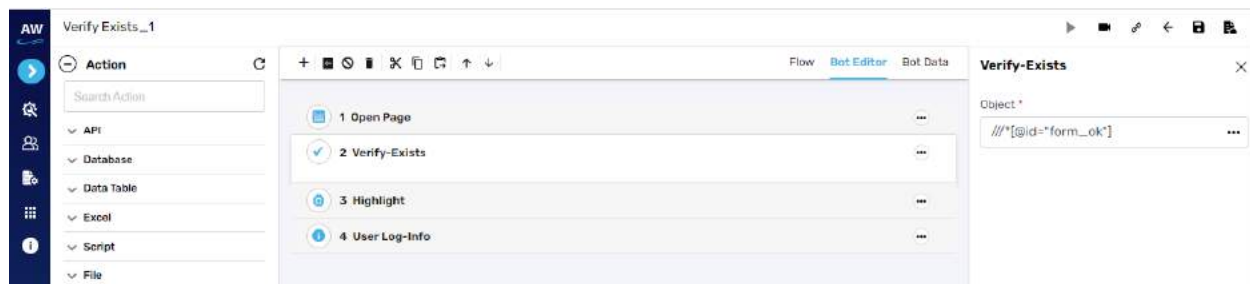 AW
Verify Exists_1
Action
Search Action
API
Database
Data Table
Excel
Script
File
Flow Bot Editor Bot Data
1 Open Page
2 Verify-Exists
3 Highlight
4 User Log-Info
Verify-Exists
Object *
///*[@id="form_ok"]